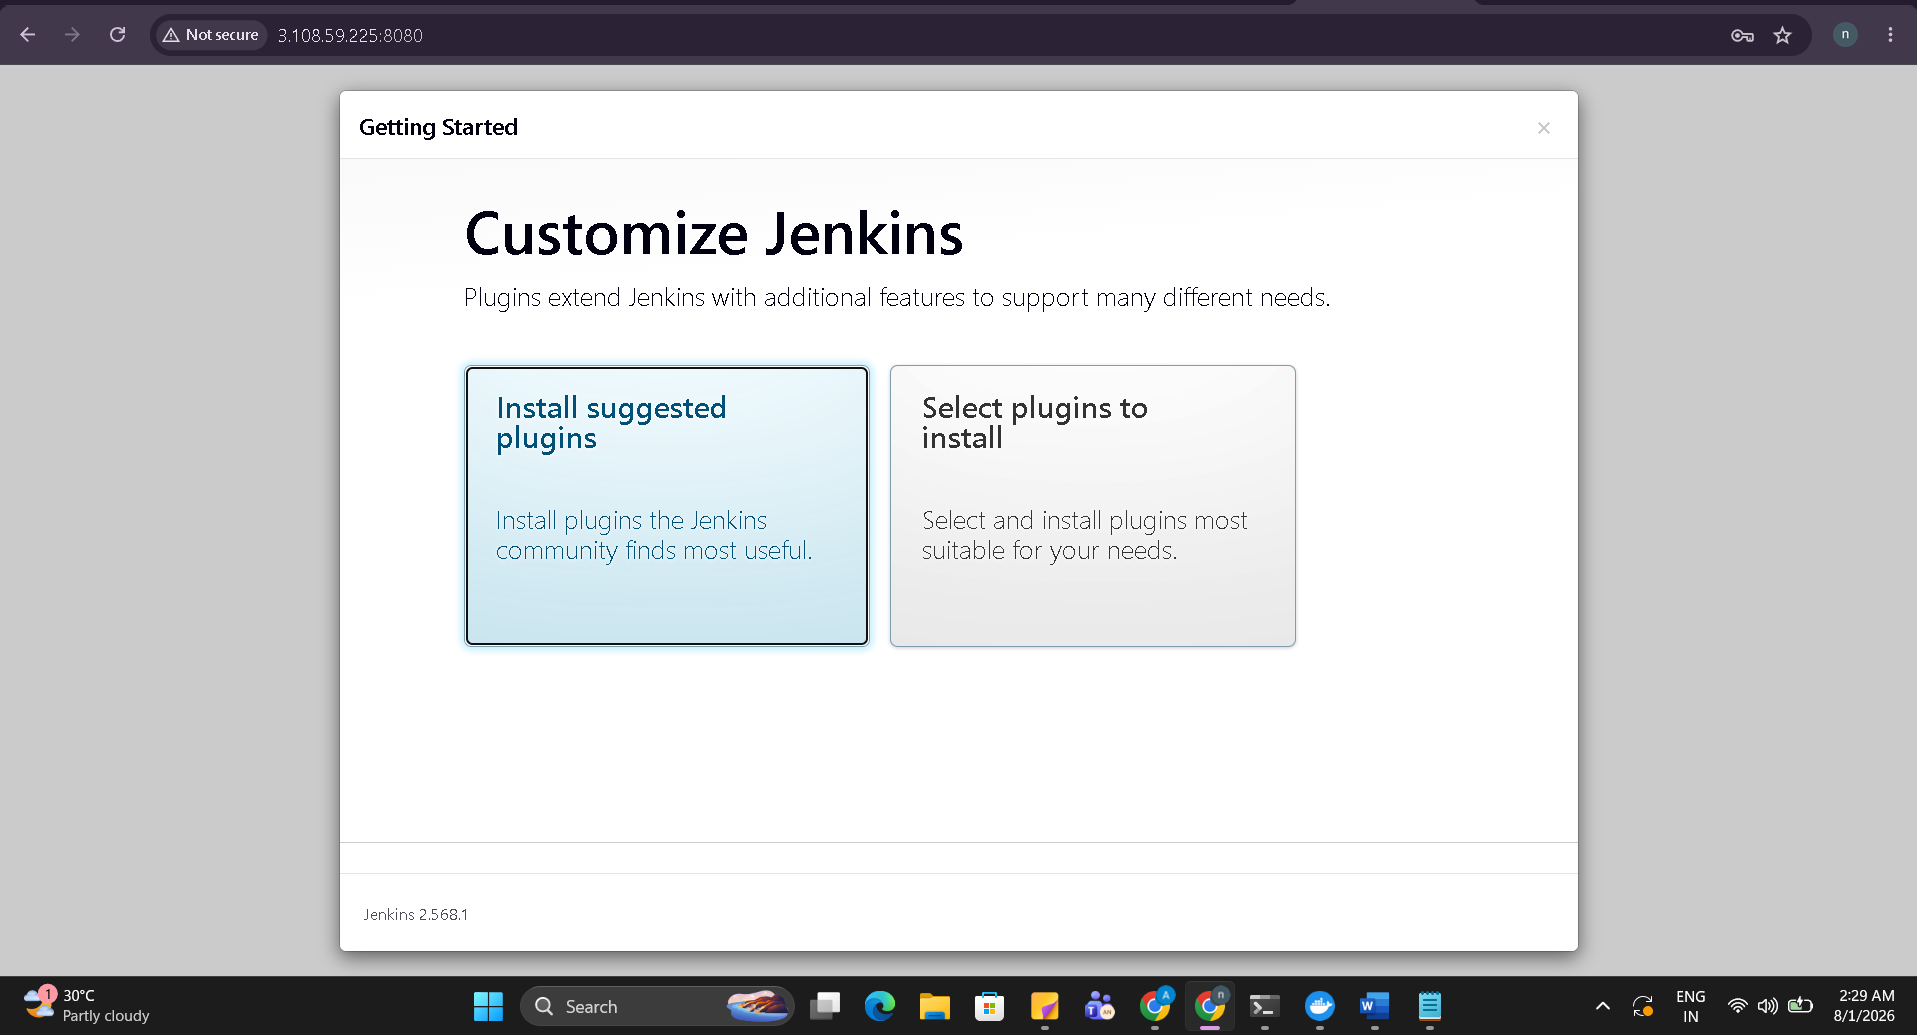 Not secure 3.108.59.225:8080
n
Getting Started
×
Customize Jenkins
Plugins extend Jenkins with additional features to support many different needs.
Install suggested
plugins
Install plugins the Jenkins
community finds most useful.
Select plugins to
install
Select and install plugins most
suitable for your needs.
Jenkins 2.568.1
1
30°C
Partly cloudy
Search
T
AN
A
n
W
ENG
IN
2:29 AM
8/1/2026